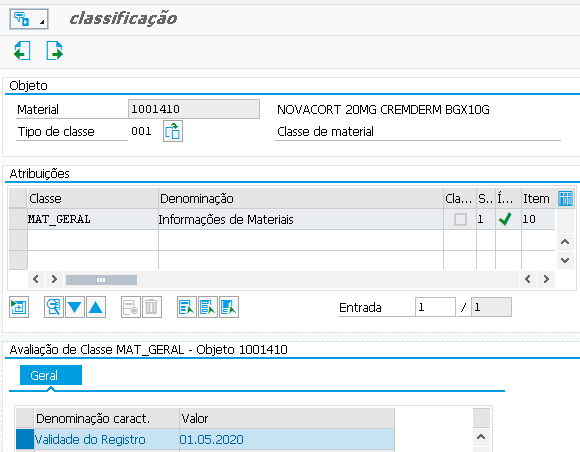 classificação
Objeto
Material 1001410 NOVACORT 20MG CREMDERM BGX10G
Tipo de classe 001 Classe de material
Atribuições
Classe Denominação Cla... S.. Í... Item
MAT_GERAL Informações de Materiais 1 10
Entrada 1 / 1
Avaliação de Classe MAT_GERAL - Objeto 1001410
Geral
Denominação caract. Valor
Validade do Registro 01.05.2020